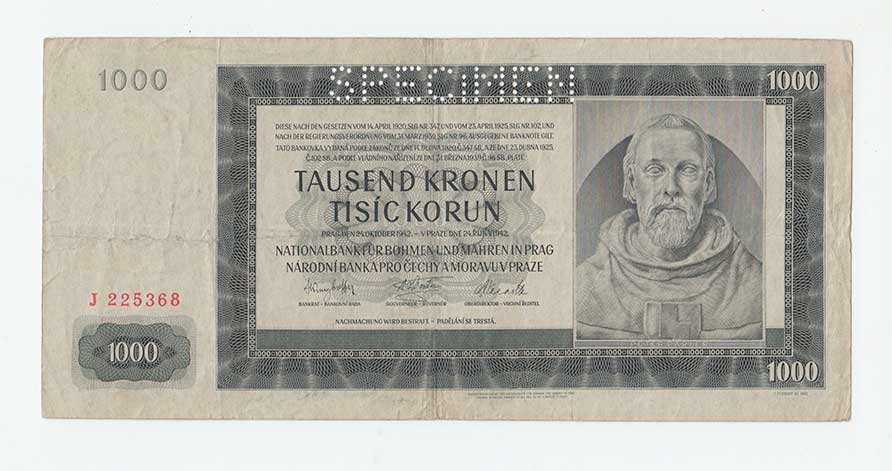 SPECIMEN
1000
1000
DIESE NACH DEN GESETZEN VOM 14. APRIL 1920, SLG NR. 347 UND VOM 23. APRIL 1925, SLG NR. 102, UND
NACH DER REGIERUNGSVERORDNUNG VOM 31. MÄRZ 1939, SLG NR. 96, AUSGEGEBENE BANKNOTE GILT
TATO BANKOVKA, VYDANÁ PODLE ZÁKONŮ ZE DNE 14. DUBNA 1920, Č. 347 SB., A ZE DNE 23. DUBNA 1925,
Č. 102 SB., A PODLE VLÁDNÍHO NAŘÍZENÍ ZE DNE 31. BŘEZNA 1939, Č. 96 SB., PLATÍ
TAUSEND KRONEN
TISÍC KORUN
PRAG, DEN 24. OKTOBER 1942. – V PRAZE DNE 24. ŘÍJNA 1942.
NATIONALBANK FÜR BÖHMEN UND MÄHREN IN PRAG
NÁRODNÍ BANKA PRO ČECHY A MORAVU V PRAZE
BANKRAT – BANKOVNÍ RADA
GOUVERNEUR – GUVERNÉR
OBERDIREKTOR – VRCHNÍ ŘEDITEL
NACHMACHUNG WIRD BESTRAFT. – PADĚLÁNÍ SE TRESTÁ.
J 225368
1000
PETER PARLER
1000